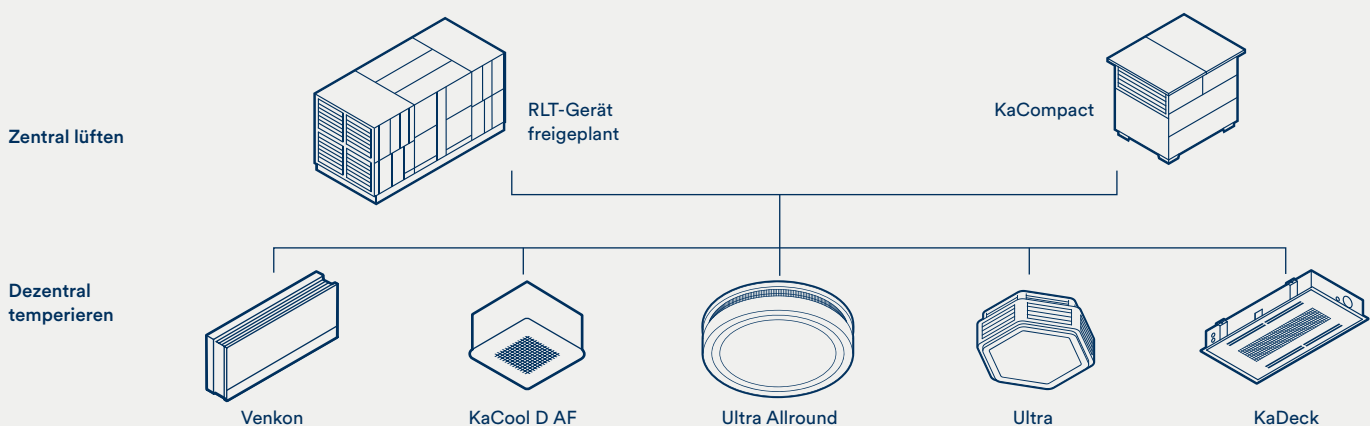 Zentral lüften
RLT-Gerät
freigeplant
KaCompact
Dezentral
temperieren
Venkon
KaCool D AF
Ultra Allround
Ultra
KaDeck